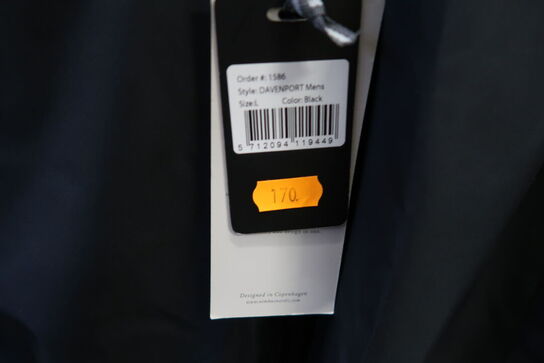 Order #: 1586
Style: DAVENPORT Mens
Size:L Color: Black
5 712094 119449
170.
Designed in Copenhagen